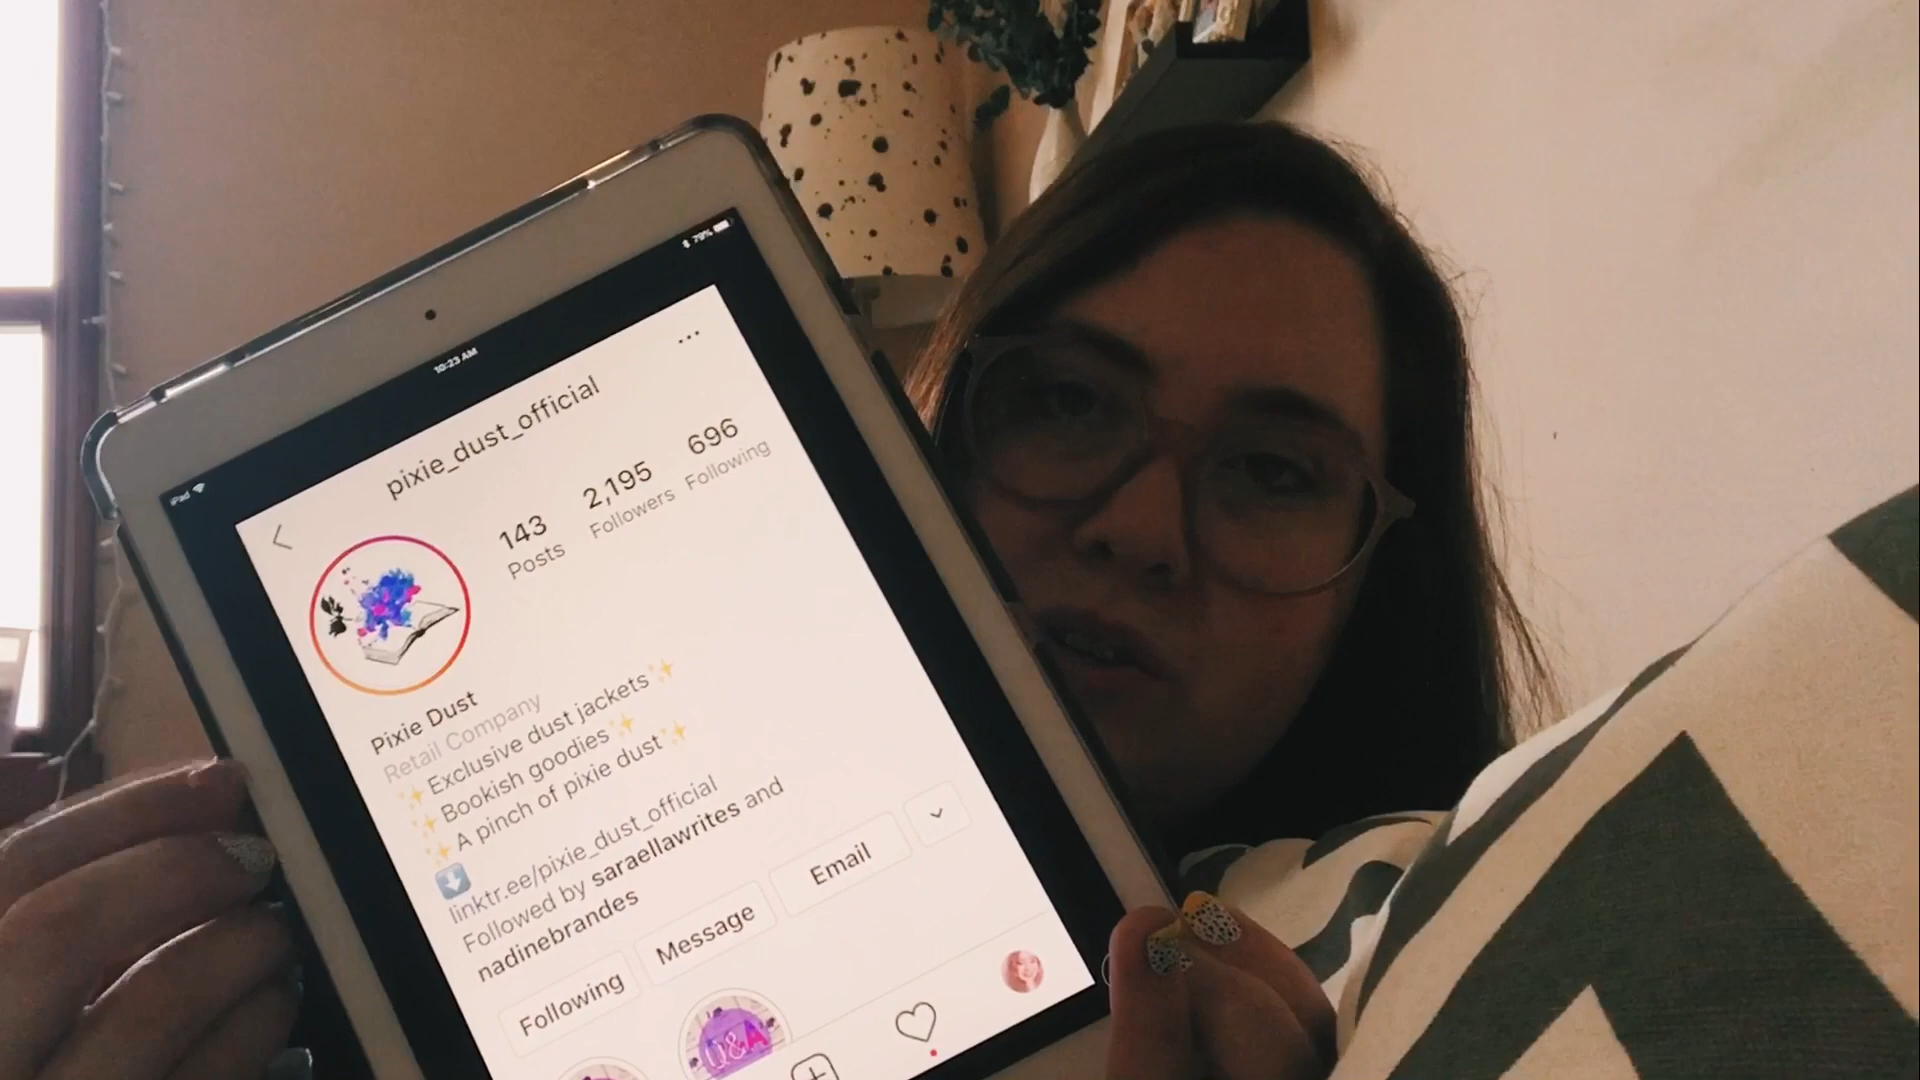 iPad
10:23 AM
79%
pixie_dust_official
143
Posts
2,195
Followers
696
Following
Pixie Dust
Retail Company
✨Exclusive dust jackets✨
✨Bookish goodies✨
✨A pinch of pixie dust✨
⬇️
linktr.ee/pixie_dust_official
Followed by saraellawrites and
nadinebrandes
Following
Message
Email
Q&A